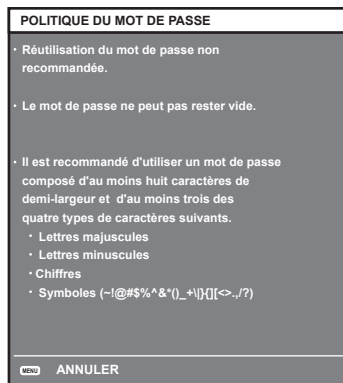 POLITIQUE DU MOT DE PASSE
· Réutilisation du mot de passe non
recommandée.
· Le mot de passe ne peut pas rester vide.
· Il est recommandé d'utiliser un mot de passe
composé d'au moins huit caractères de
demi-largeur et d'au moins trois des
quatre types de caractères suivants.
· Lettres majuscules
· Lettres minuscules
· Chiffres
· Symboles (~!@#$%^&*()_+\|}{][<>.,/?)
MENU ANNULER